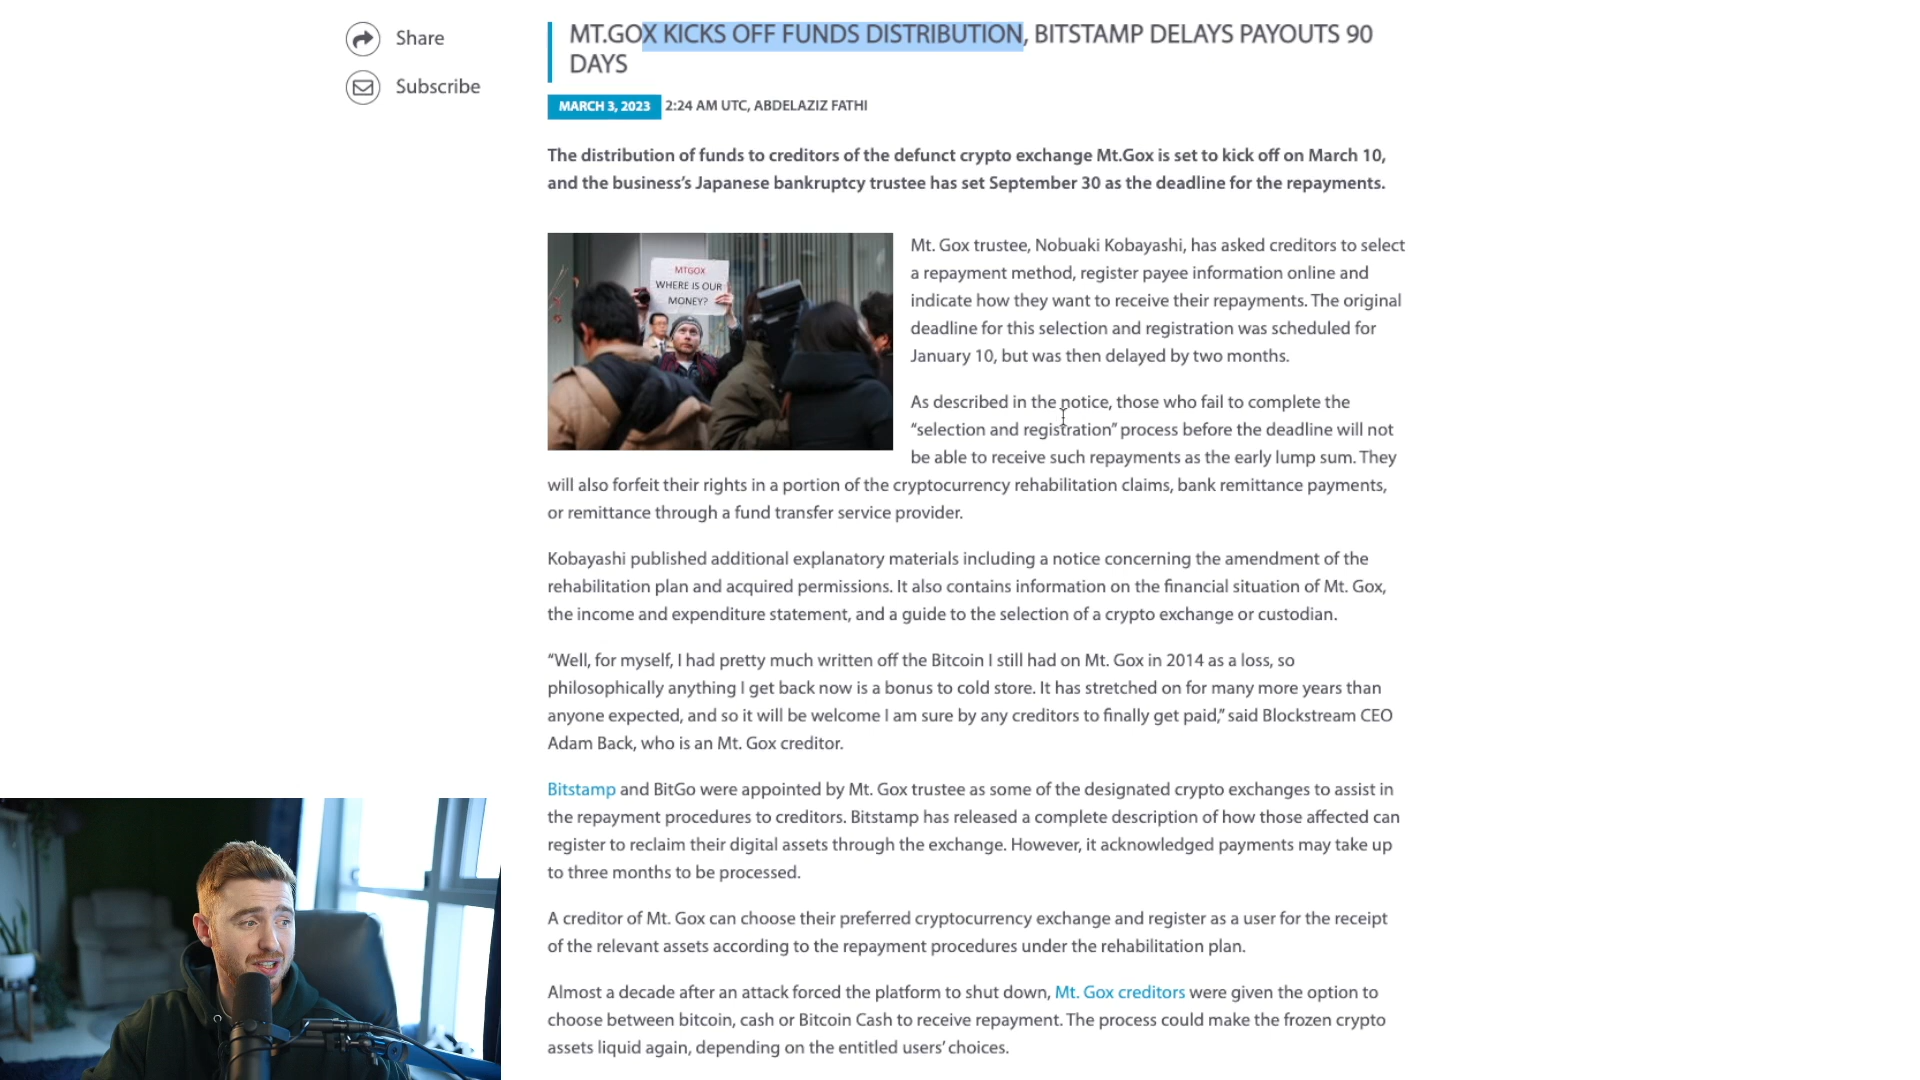 Share
Subscribe
MT.GOX KICKS OFF FUNDS DISTRIBUTION, BITSTAMP DELAYS PAYOUTS 90
DAYS
MARCH 3, 2023 2:24 AM UTC, ABDELAZIZ FATHI
The distribution of funds to creditors of the defunct crypto exchange Mt.Gox is set to kick off on March 10,
and the business’s Japanese bankruptcy trustee has set September 30 as the deadline for the repayments.
MTGOX
WHERE IS OUR
MONEY?
Mt. Gox trustee, Nobuaki Kobayashi, has asked creditors to select
a repayment method, register payee information online and
indicate how they want to receive their repayments. The original
deadline for this selection and registration was scheduled for
January 10, but was then delayed by two months.
As described in the notice, those who fail to complete the
“selection and registration” process before the deadline will not
be able to receive such repayments as the early lump sum. They
will also forfeit their rights in a portion of the cryptocurrency rehabilitation claims, bank remittance payments,
or remittance through a fund transfer service provider.
Kobayashi published additional explanatory materials including a notice concerning the amendment of the
rehabilitation plan and acquired permissions. It also contains information on the financial situation of Mt. Gox,
the income and expenditure statement, and a guide to the selection of a crypto exchange or custodian.
“Well, for myself, I had pretty much written off the Bitcoin I still had on Mt. Gox in 2014 as a loss, so
philosophically anything I get back now is a bonus to cold store. It has stretched on for many more years than
anyone expected, and so it will be welcome I am sure by any creditors to finally get paid,” said Blockstream CEO
Adam Back, who is an Mt. Gox creditor.
Bitstamp and BitGo were appointed by Mt. Gox trustee as some of the designated crypto exchanges to assist in
the repayment procedures to creditors. Bitstamp has released a complete description of how those affected can
register to reclaim their digital assets through the exchange. However, it acknowledged payments may take up
to three months to be processed.
A creditor of Mt. Gox can choose their preferred cryptocurrency exchange and register as a user for the receipt
of the relevant assets according to the repayment procedures under the rehabilitation plan.
Almost a decade after an attack forced the platform to shut down, Mt. Gox creditors were given the option to
choose between bitcoin, cash or Bitcoin Cash to receive repayment. The process could make the frozen crypto
assets liquid again, depending on the entitled users’ choices.